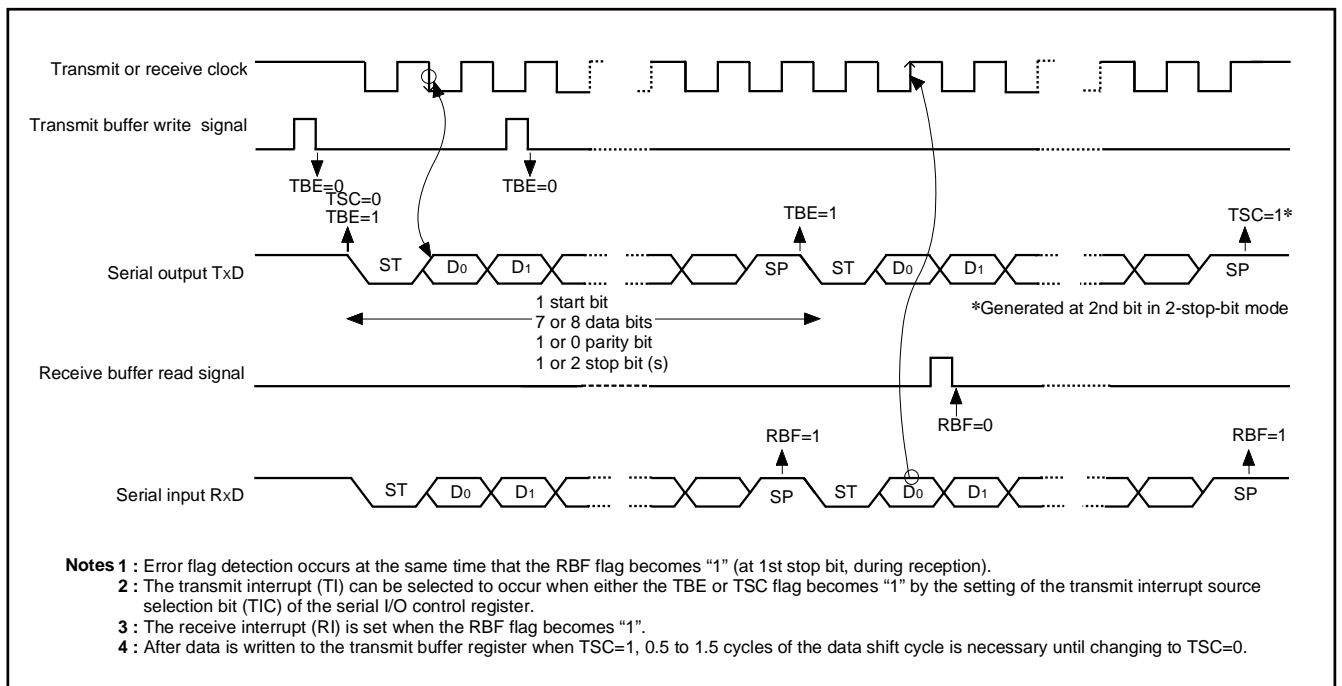 Transmit or receive clock
Transmit buffer write signal
TBE=0
TSC=0
TBE=1
TBE=0
TBE=1
TSC=1*
Serial output TxD
ST
D0
D1
SP
ST
D0
D1
SP
1 start bit
7 or 8 data bits
1 or 0 parity bit
1 or 2 stop bit (s)
*Generated at 2nd bit in 2-stop-bit mode
Receive buffer read signal
RBF=0
RBF=1
RBF=1
Serial input RxD
ST
D0
D1
SP
ST
D0
D1
SP
Notes 1 : Error flag detection occurs at the same time that the RBF flag becomes “1” (at 1st stop bit, during reception).
2 : The transmit interrupt (TI) can be selected to occur when either the TBE or TSC flag becomes “1” by the setting of the transmit interrupt source
selection bit (TIC) of the serial I/O control register.
3 : The receive interrupt (RI) is set when the RBF flag becomes “1”.
4 : After data is written to the transmit buffer register when TSC=1, 0.5 to 1.5 cycles of the data shift cycle is necessary until changing to TSC=0.